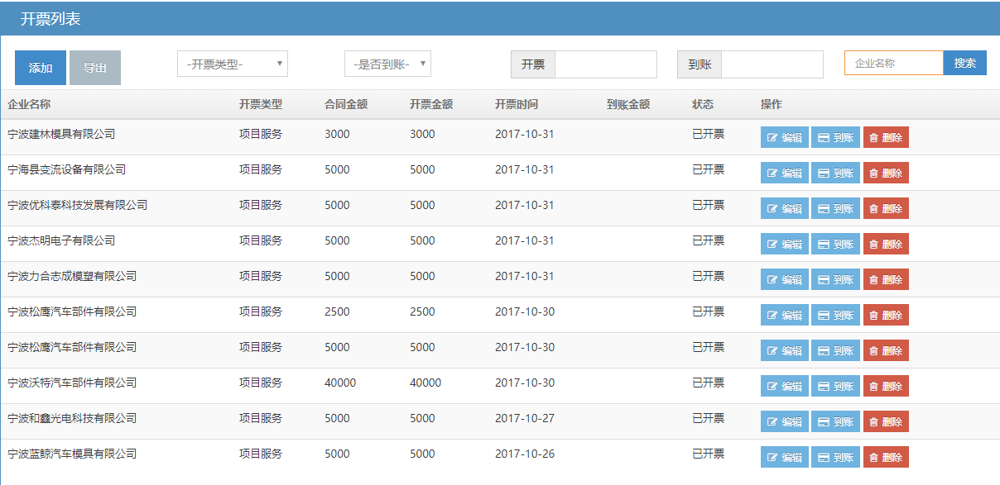 开票列表
添加 导出 -开票类型- -是否到账- 开票 到账 企业名称 搜索
企业名称 开票类型 合同金额 开票金额 开票时间 到账金额 状态 操作
宁波建林模具有限公司 项目服务 3000 3000 2017-10-31 已开票 编辑 到账 删除
宁海县变流设备有限公司 项目服务 5000 5000 2017-10-31 已开票 编辑 到账 删除
宁波优科泰科技发展有限公司 项目服务 5000 5000 2017-10-31 已开票 编辑 到账 删除
宁波杰明电子有限公司 项目服务 5000 5000 2017-10-31 已开票 编辑 到账 删除
宁波力合志成模塑有限公司 项目服务 5000 5000 2017-10-31 已开票 编辑 到账 删除
宁波松鹰汽车部件有限公司 项目服务 2500 2500 2017-10-30 已开票 编辑 到账 删除
宁波松鹰汽车部件有限公司 项目服务 5000 5000 2017-10-30 已开票 编辑 到账 删除
宁波沃特汽车部件有限公司 项目服务 40000 40000 2017-10-30 已开票 编辑 到账 删除
宁波和鑫光电科技有限公司 项目服务 5000 5000 2017-10-27 已开票 编辑 到账 删除
宁波蓝鲸汽车模具有限公司 项目服务 5000 5000 2017-10-26 已开票 编辑 到账 删除